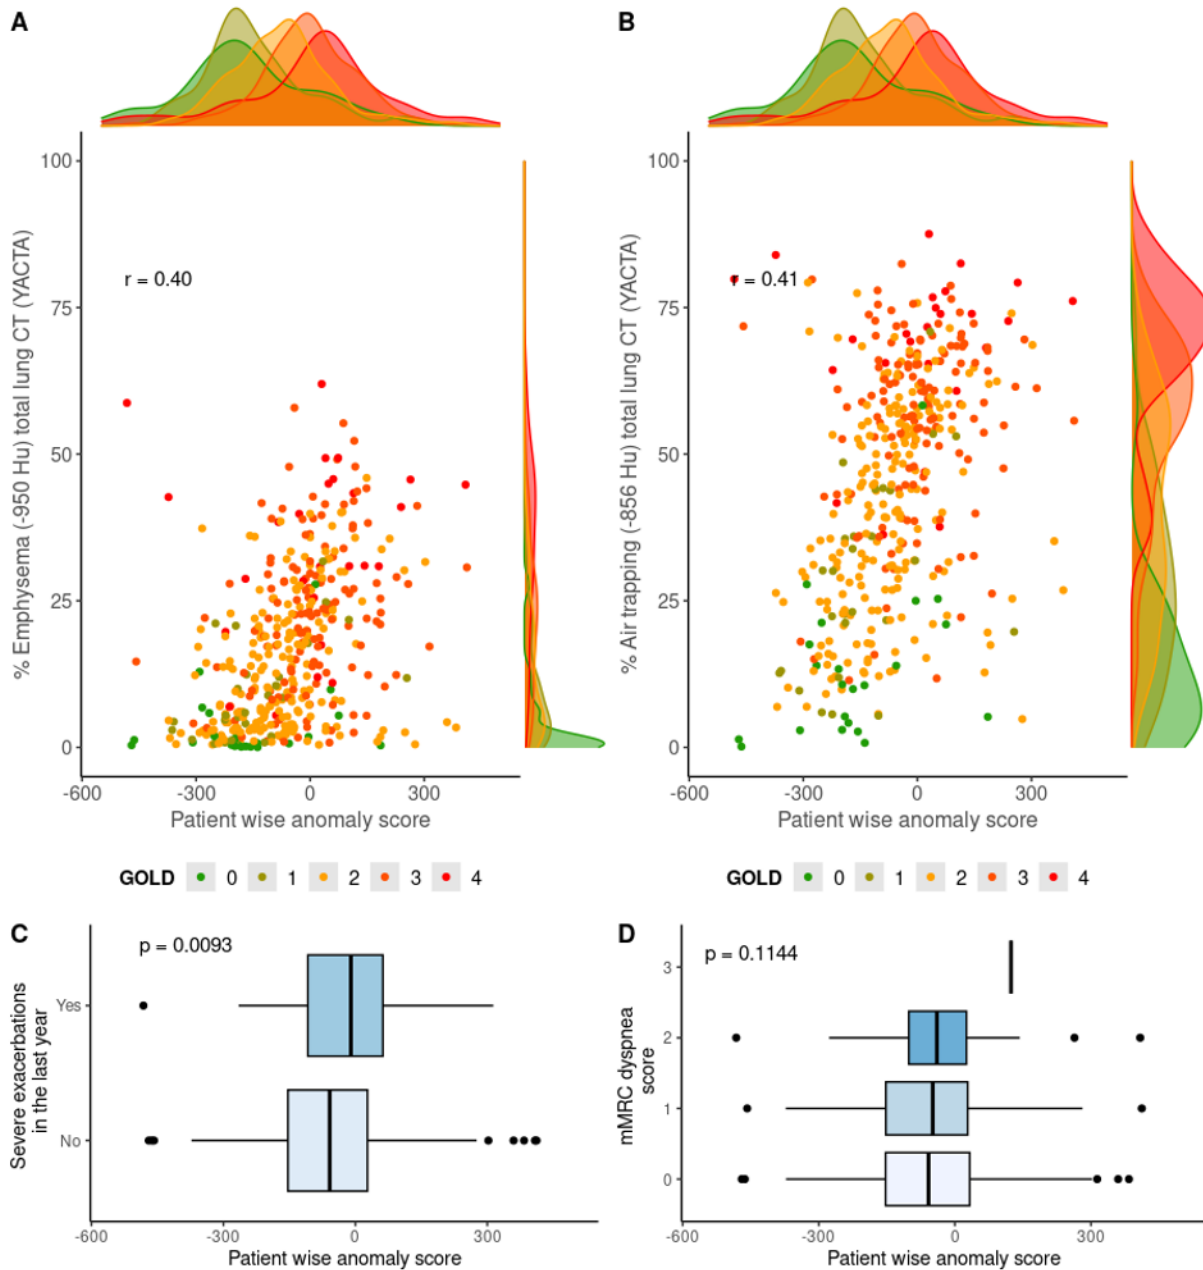 A
100
75
50
25
0
% Emphysema (-950 Hu) total lung CT (YACTA)
r = 0.40
-600
-300
0
300
Patient wise anomaly score
GOLD 0 1 2 3 4
B
100
75
50
25
0
% Air trapping (-856 Hu) total lung CT (YACTA)
r = 0.41
-600
-300
0
300
Patient wise anomaly score
GOLD 0 1 2 3 4
C
p = 0.0093
Severe exacerbations
in the last year
Yes
No
-600
-300
0
300
Patient wise anomaly score
D
p = 0.1144
mMRC dyspnea
score
3
2
1
0
-600
-300
0
300
Patient wise anomaly score